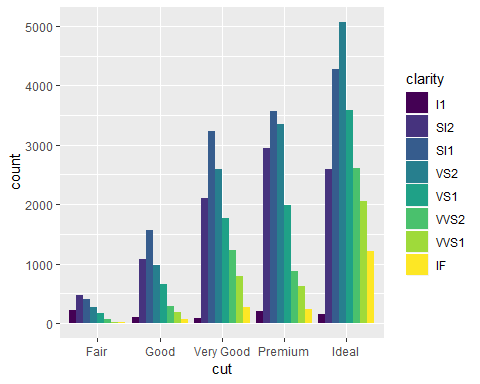 5000
4000
3000
2000
1000
0
count
Fair Good Very Good Premium Ideal
cut
clarity
I1
SI2
SI1
VS2
VS1
VVS2
VVS1
IF